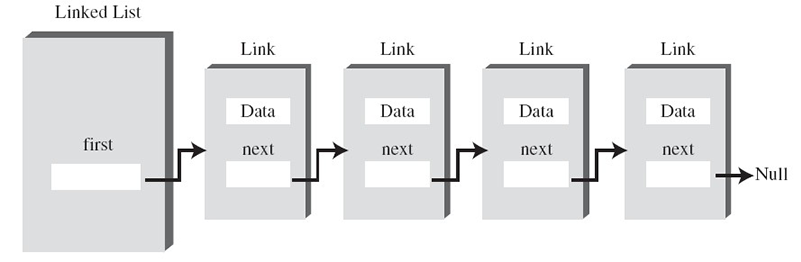 Linked List
Link Link Link Link
Data Data Data Data
first next next next next
Null